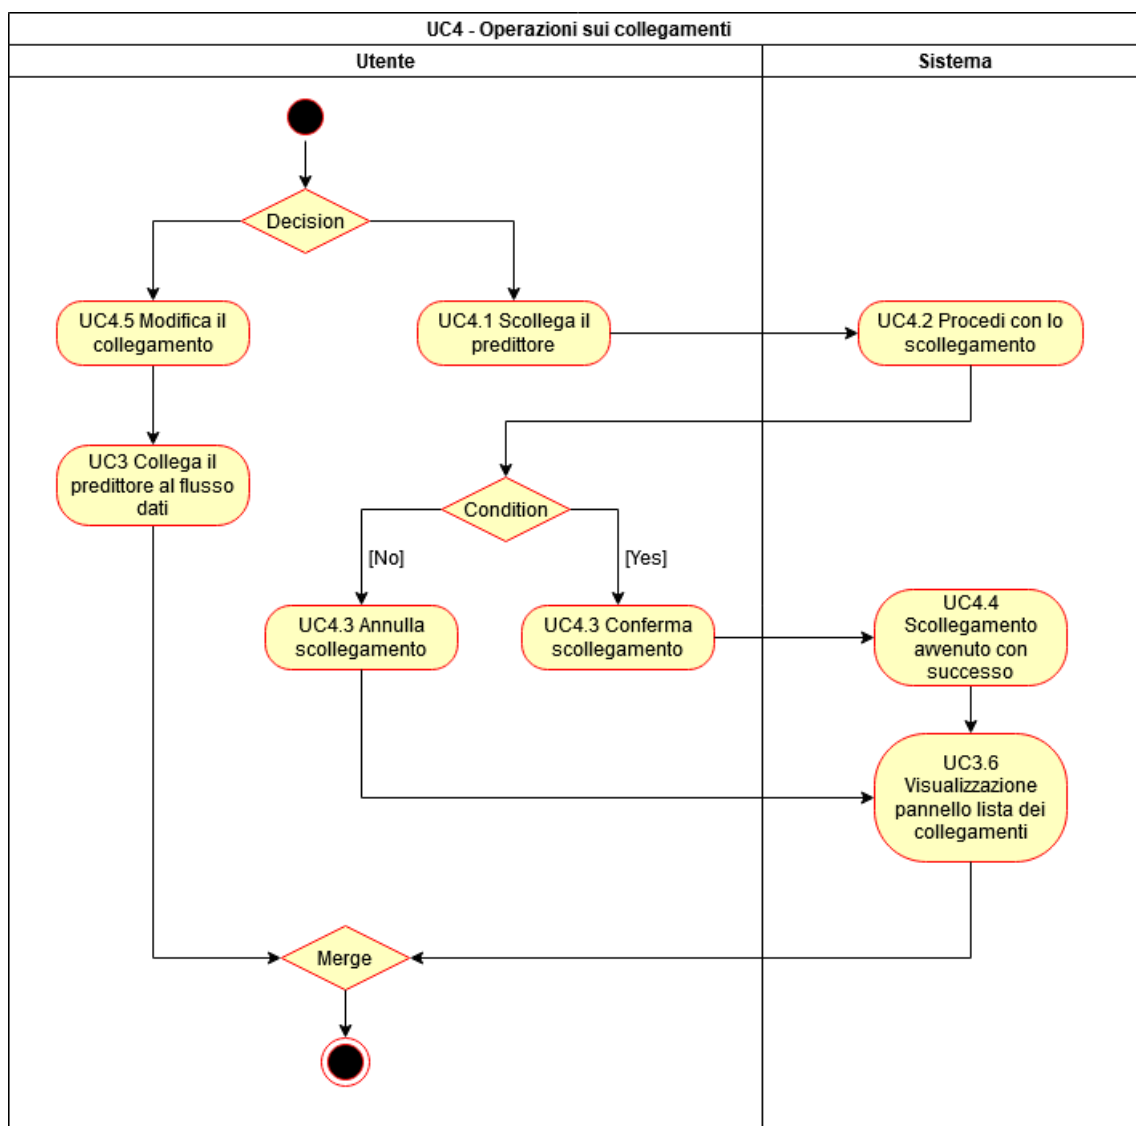 UC4 - Operazioni sui collegamenti
Utente
Sistema
Decision
UC4.5 Modifica il
collegamento
UC4.1 Scollega il
predittore
UC4.2 Procedi con lo
scollegamento
UC3 Collega il
predittore al flusso
dati
Condition
[No]
[Yes]
UC4.3 Annulla
scollegamento
UC4.3 Conferma
scollegamento
UC4.4
Scollegamento
avvenuto con
successo
UC3.6
Visualizzazione
pannello lista dei
collegamenti
Merge